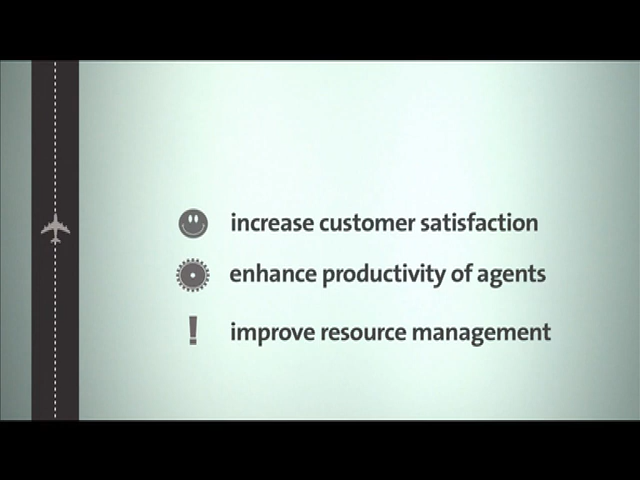 increase customer satisfaction
enhance productivity of agents
improve resource management